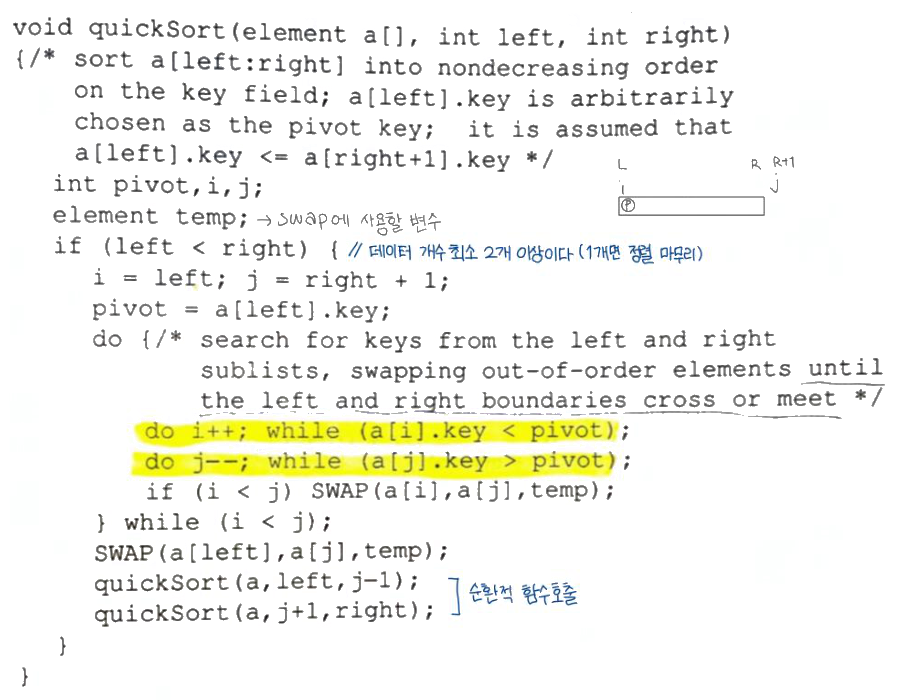 void quickSort(element a[], int left, int right)
{/* sort a[left:right] into nondecreasing order
on the key field; a[left].key is arbitrarily
chosen as the pivot key; it is assumed that
a[left].key <= a[right+1].key */
L R R+1
i j
P
int pivot,i,j;
element temp; → swap에 사용할 변수
if (left < right) { // 데이터 개수 최소 2개 이상이다 (1개면 정렬 마무리)
i = left; j = right + 1;
pivot = a[left].key;
do {/* search for keys from the left and right
sublists, swapping out-of-order elements until
the left and right boundaries cross or meet */
do i++; while (a[i].key < pivot);
do j--; while (a[j].key > pivot);
if (i < j) SWAP(a[i],a[j],temp);
} while (i < j);
SWAP(a[left],a[j],temp);
quickSort(a,left,j-1);
quickSort(a,j+1,right);
순환적 함수호출
}
}